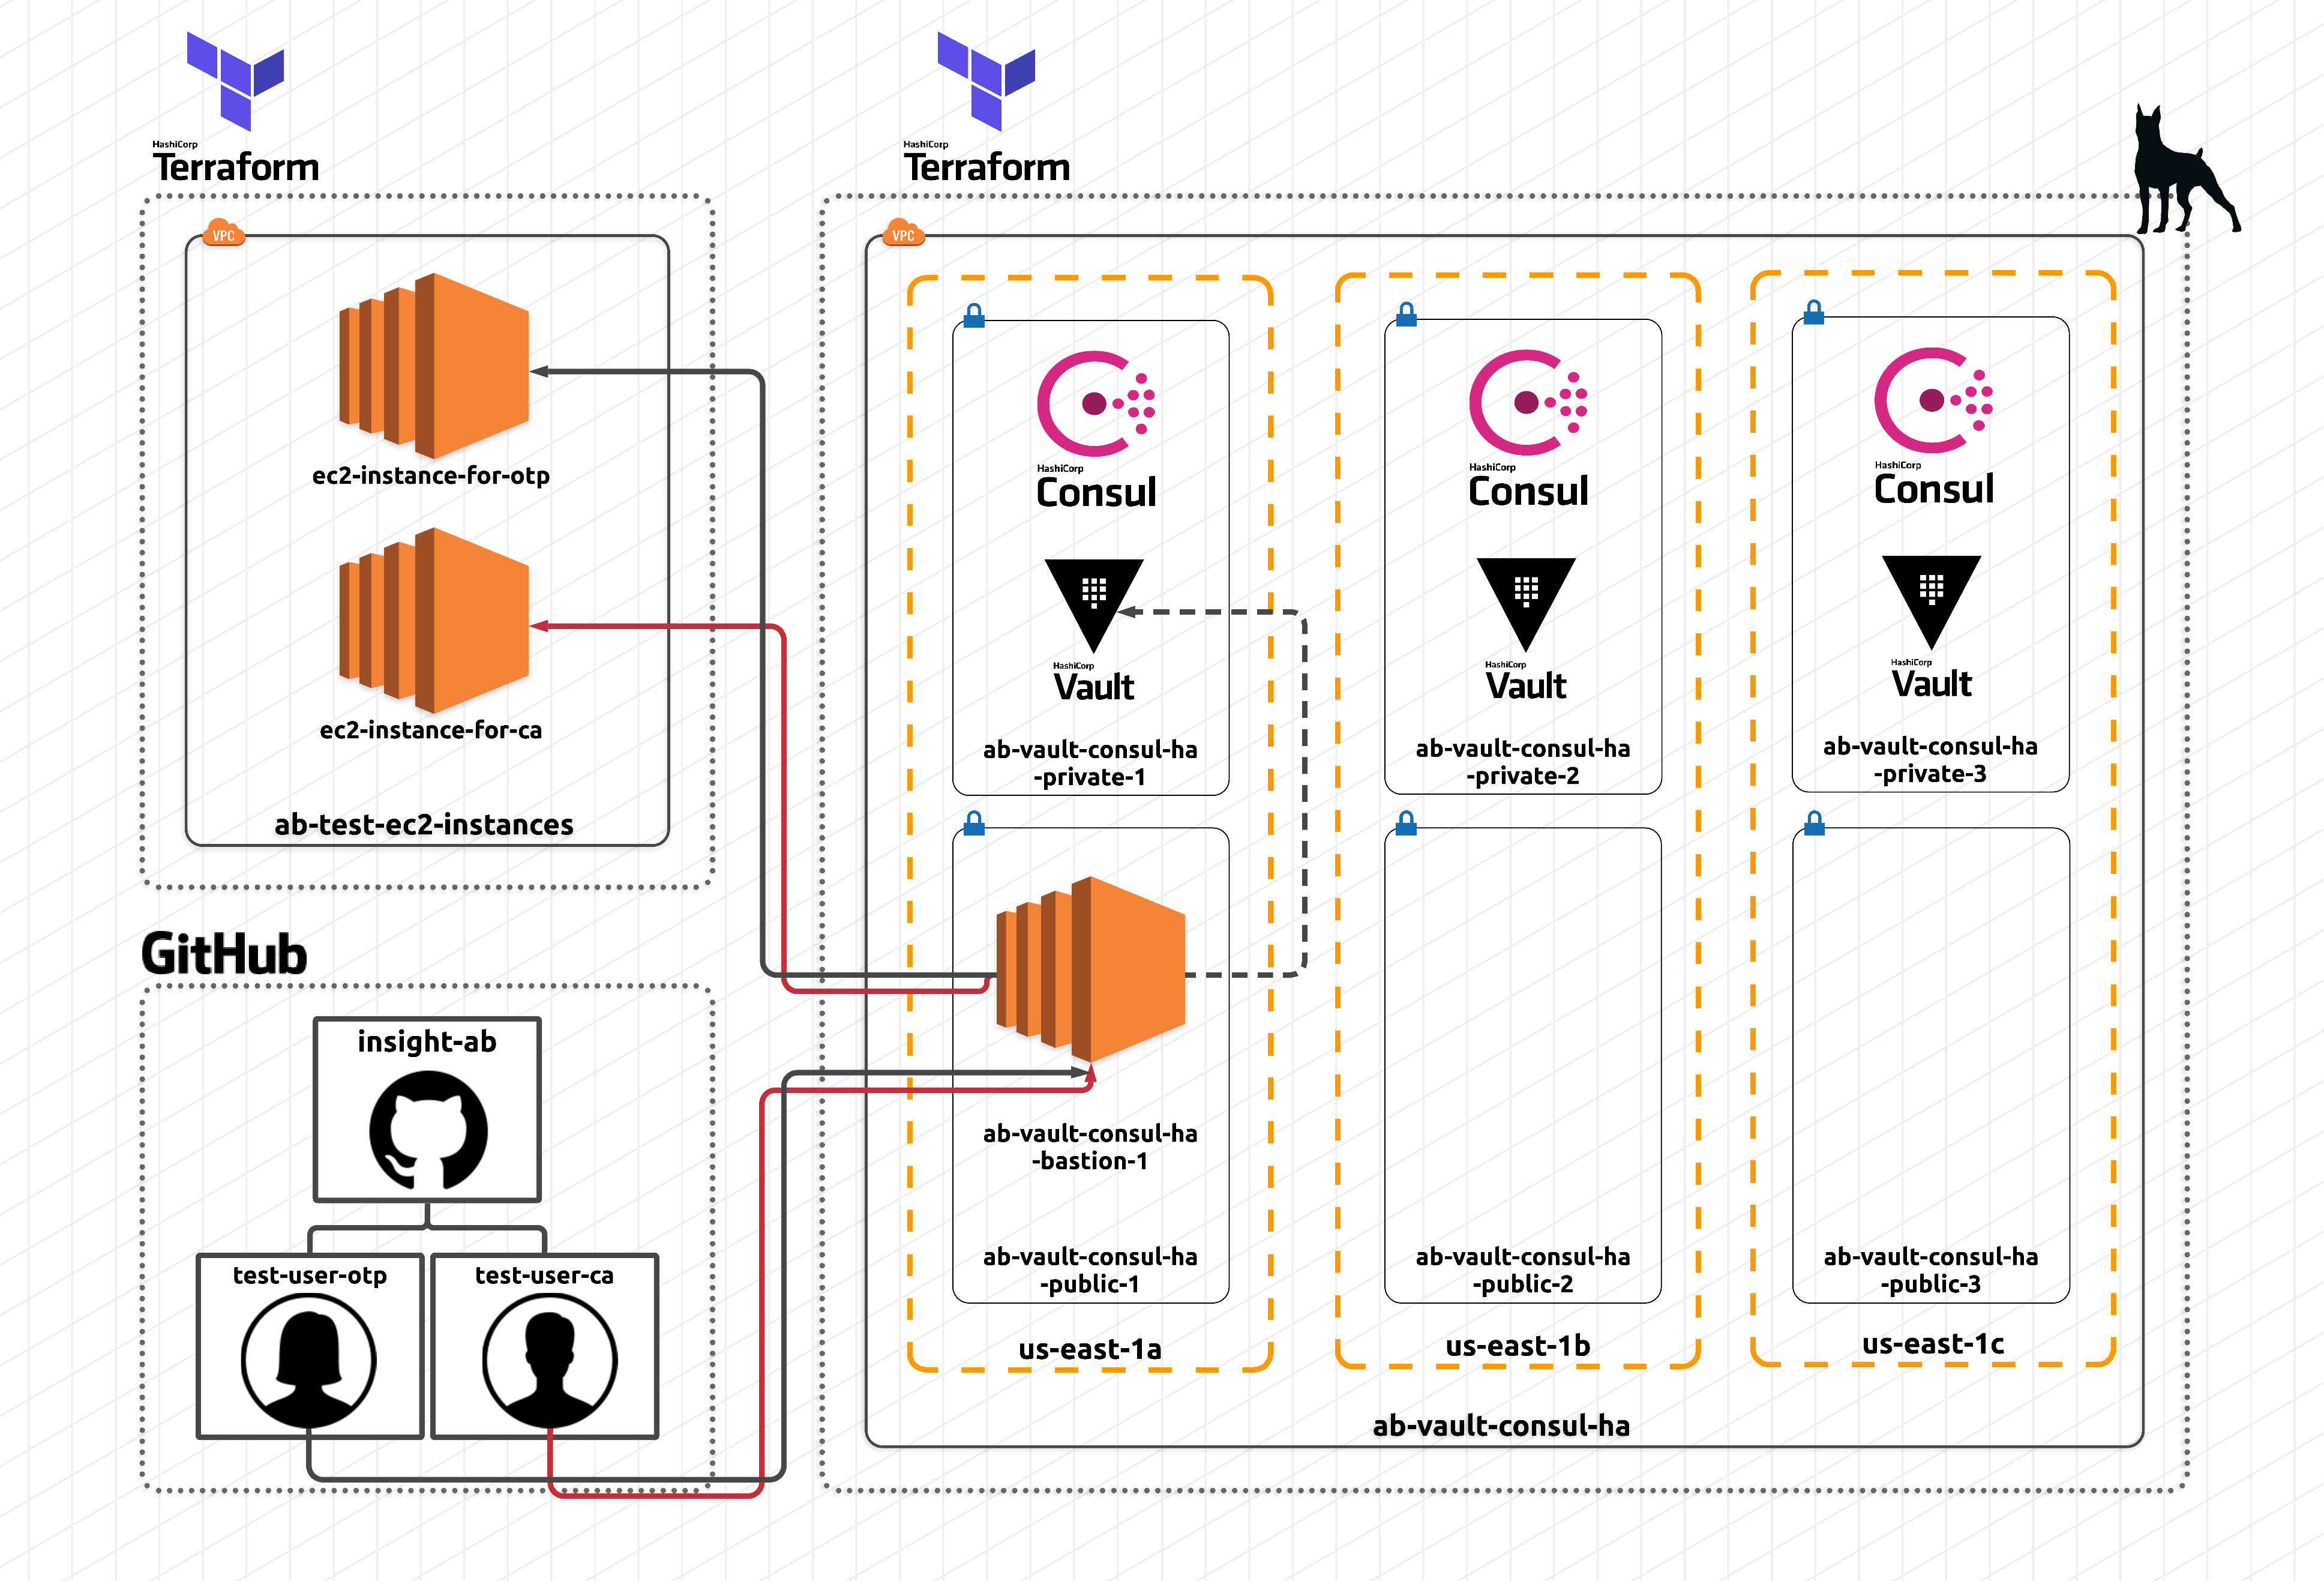 HashiCorp
Terraform
VPC
ec2-instance-for-otp
ec2-instance-for-ca
ab-test-ec2-instances
GitHub
insight-ab
test-user-otp
test-user-ca
HashiCorp
Terraform
VPC
HashiCorp
Consul
HashiCorp
Vault
ab-vault-consul-ha
-private-1
ab-vault-consul-ha
-bastion-1
ab-vault-consul-ha
-public-1
us-east-1a
HashiCorp
Consul
HashiCorp
Vault
ab-vault-consul-ha
-private-2
ab-vault-consul-ha
-public-2
us-east-1b
HashiCorp
Consul
HashiCorp
Vault
ab-vault-consul-ha
-private-3
ab-vault-consul-ha
-public-3
us-east-1c
ab-vault-consul-ha